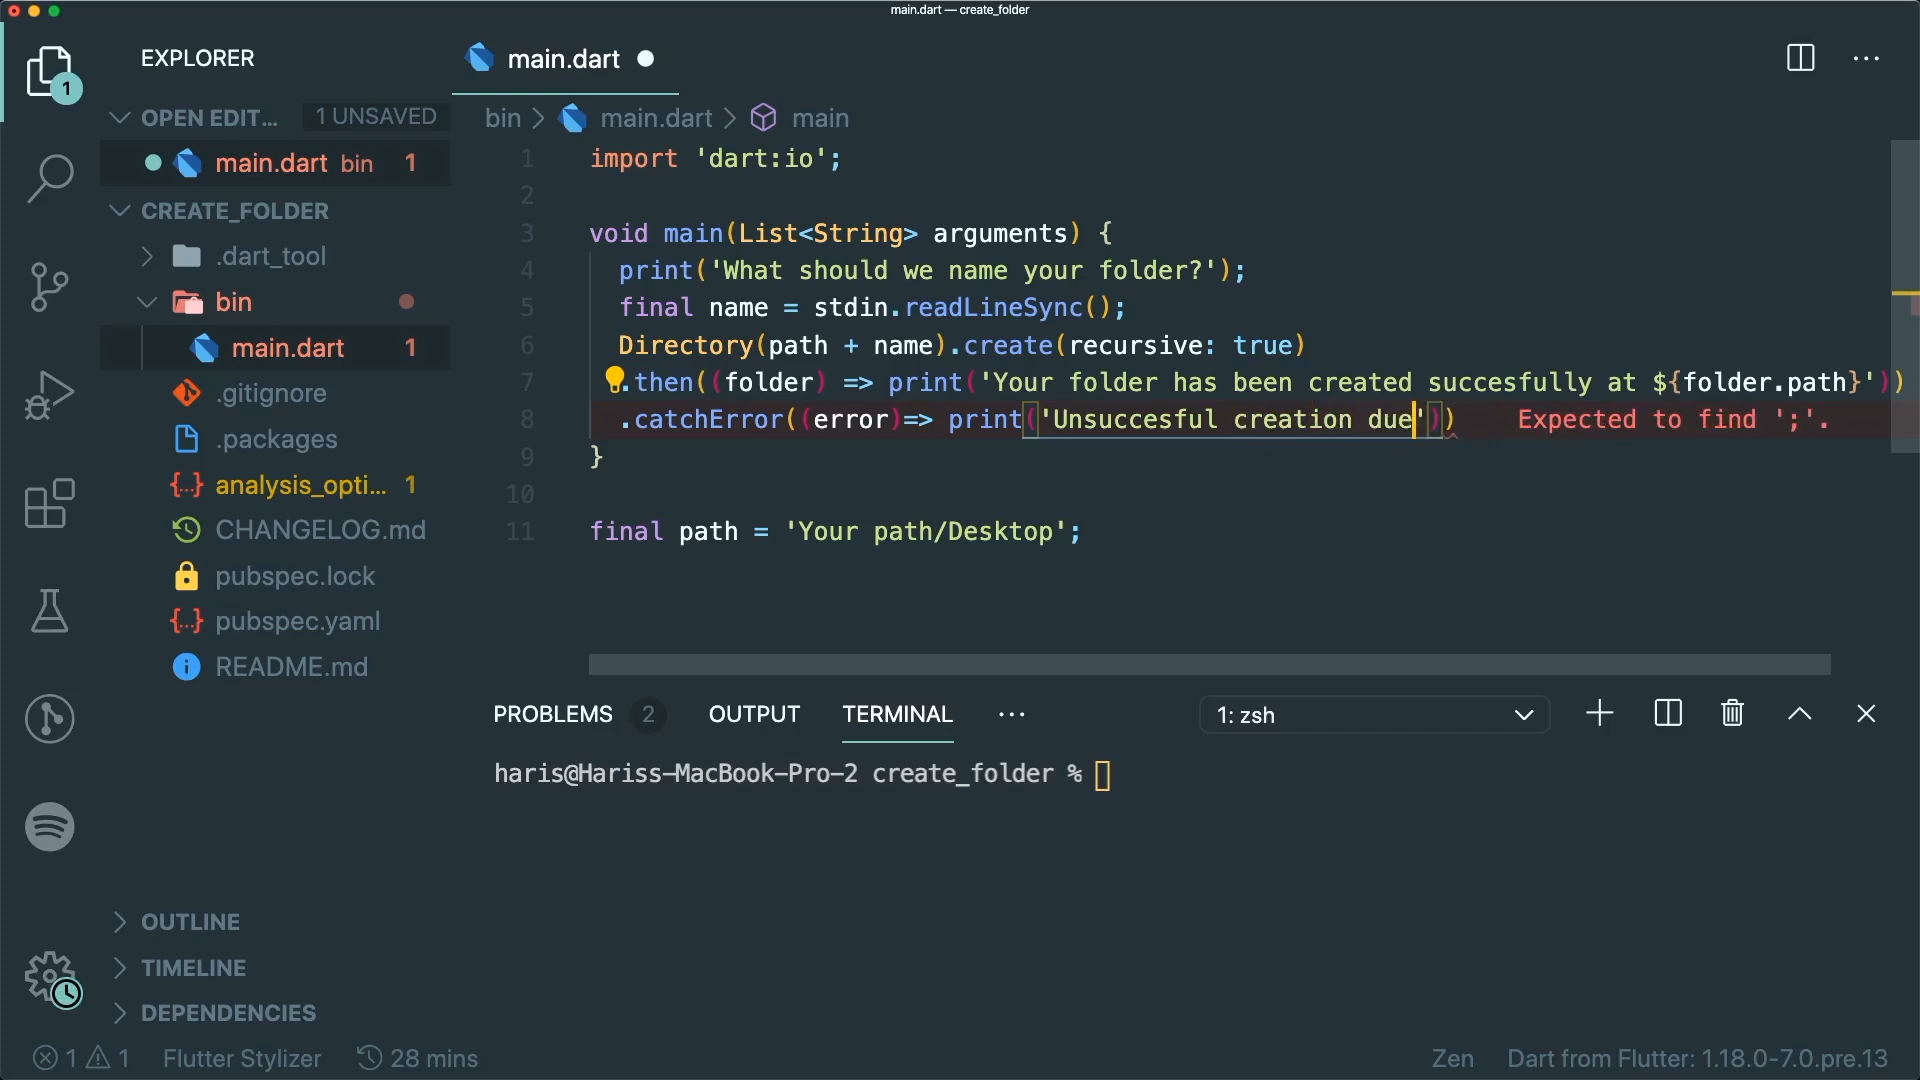 main.dart — create_folder
EXPLORER
main.dart
1
OPEN EDIT... 1 UNSAVED
bin > main.dart > main
main.dart bin 1
CREATE_FOLDER
.dart_tool
bin
main.dart 1
.gitignore
.packages
analysis_opti... 1
CHANGELOG.md
pubspec.lock
pubspec.yaml
README.md
1 import 'dart:io';
2
3 void main(List<String> arguments) {
4 print('What should we name your folder?');
5 final name = stdin.readLineSync();
6 Directory(path + name).create(recursive: true)
7 .then((folder) => print('Your folder has been created succesfully at ${folder.path}'))
8 .catchError((error)=> print('Unsuccesful creation due')) Expected to find ';'.
9 }
10
11 final path = 'Your path/Desktop';
PROBLEMS 2 OUTPUT TERMINAL ... 1: zsh
haris@Hariss-MacBook-Pro-2 create_folder %
OUTLINE
TIMELINE
DEPENDENCIES
1 1 Flutter Stylizer 28 mins Zen Dart from Flutter: 1.18.0-7.0.pre.13